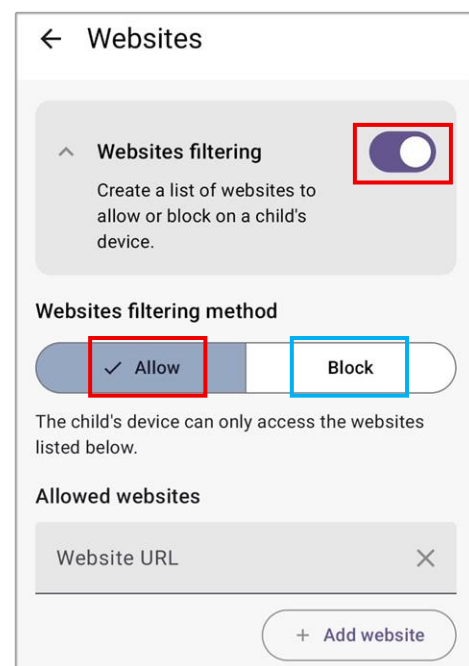 Websites
Websites filtering
Create a list of websites to
allow or block on a child's
device.
Websites filtering method
Allow
Block
The child's device can only access the websites
listed below.
Allowed websites
Website URL
+ Add website